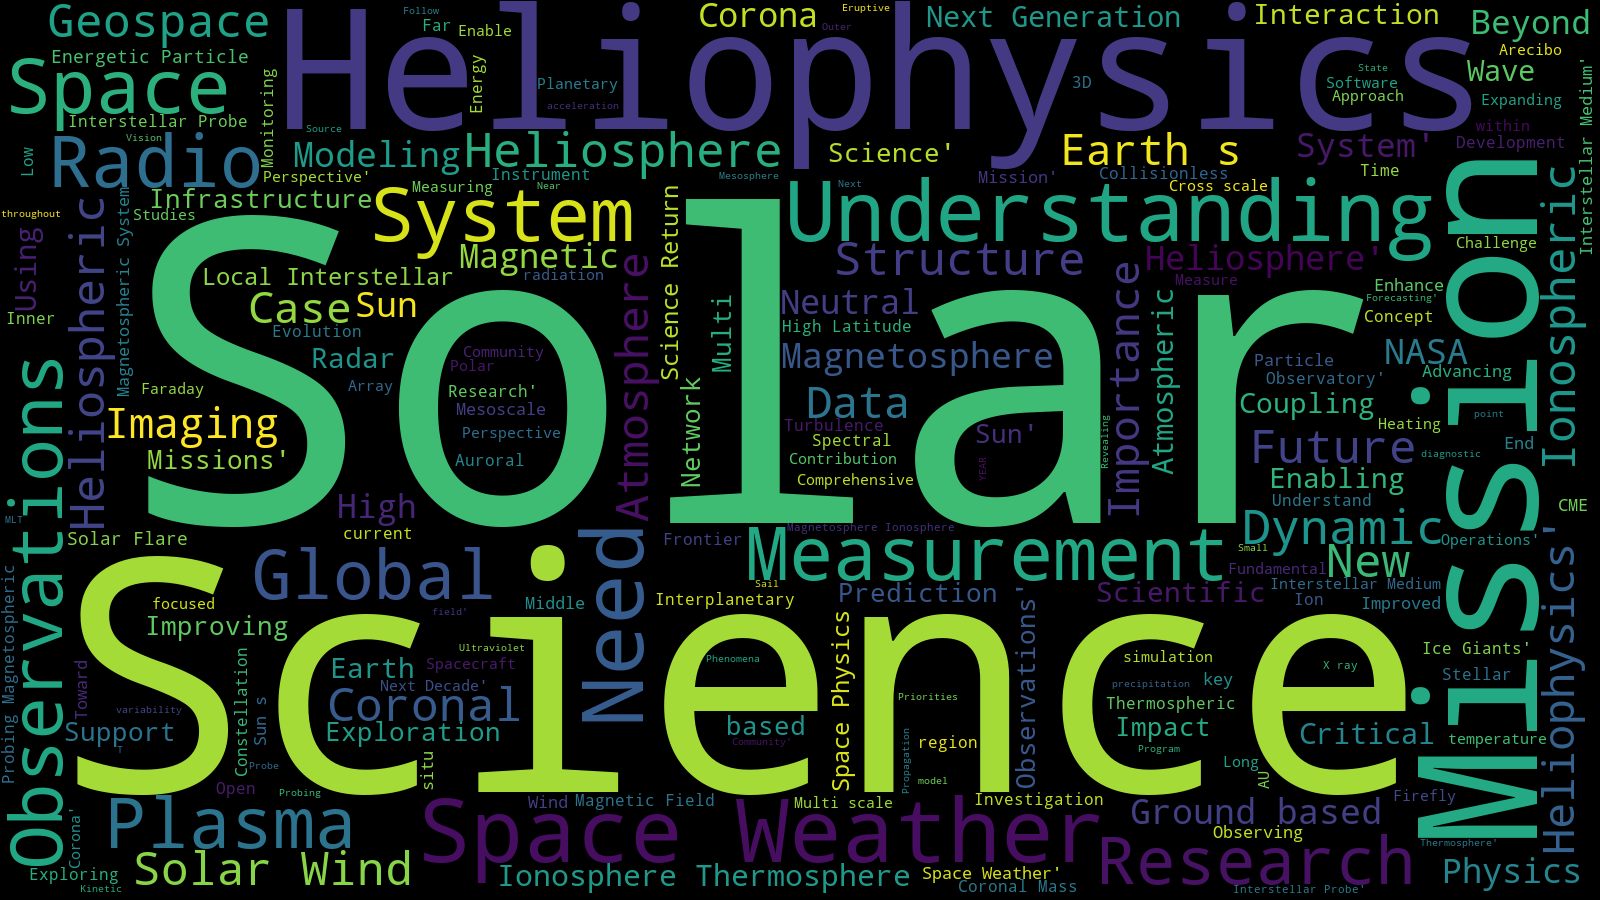 Geospace
Follow
Far
Enable
Corona
Eruptive
Outer
Next Generation
Interaction
Beyond
Energetic Particle
Heliophysics
Arecibo
Space
Energy
Planetary
acceleration
3D
State
Software
Approach
Wave
Expanding
Interstellar Medium'
Interstellar Probe
Monitoring
Source
within
Development
Vision
Radio
Low
Modeling
Heliosphere
Science'
Earth s
System'
Perspective'
Instrument
Mesosphere
Next
Mission'
Collisionless
Cross scale
Time
Measuring
Near
Infrastructure
Magnetospheric System
throughout
Studies
System
Science Return
Understanding
Mission
Ionospheric
Using
Heliospheric
Magnetic
Structure
Heliosphere'
Challenge
Local Interstellar
radiation
Atmosphere
Measure
Enhance
Forecasting'
Inner
Case
Sun
Solar
Multi
Neutral
High Latitude
Importance
Atmospheric
Concept
Evolution
Radar
Community
Polar
Magnetosphere
Particle
Observatory'
NASA
Advancing
Faraday
Array
Research'
Mesoscale
Network
Data
Coupling
Imaging
Perspective
Turbulence
Spectral
Sun'
Revealing
point
Heating
End
Missions'
Auroral
Contribution
YEAR
Comprehensive
Future
diagnostic
Enabling
Understand
Observations
High
current
CME
MLT
Solar Flare
Need
Frontier
Magnetosphere Ionosphere
Measurement
Dynamic
Operations'
Small
New
Global
Fundamental
Heliophysics'
Probing Magnetospheric
focused
field'
Middle
Sail
Interplanetary
Prediction
Scientific
Interstellar Medium
Ion
Improved
Improving
Science
Space Physics
Observations'
Toward
Constellation
Sun s
Earth
Ultraviolet
Spacecraft
Phenomena
simulation
X ray
Ice Giants'
Stellar
Next Decade'
Coronal
Priorities
precipitation
key
variability
Support
T
Exploration
based
Community'
Thermospheric
Impact
Critical
temperature
Probe
situ
region
Propagation
Program
Long
AU
Open
Probing
model
Firefly
Corona'
Plasma
Wind
Magnetic Field
Space Weather
Multi scale
Investigation
Ground based
Observing
Research
Thermosphere'
Exploring
Kinetic
Solar Wind
Ionosphere Thermosphere
Space Weather'
Coronal Mass
Interstellar Probe'
Physics